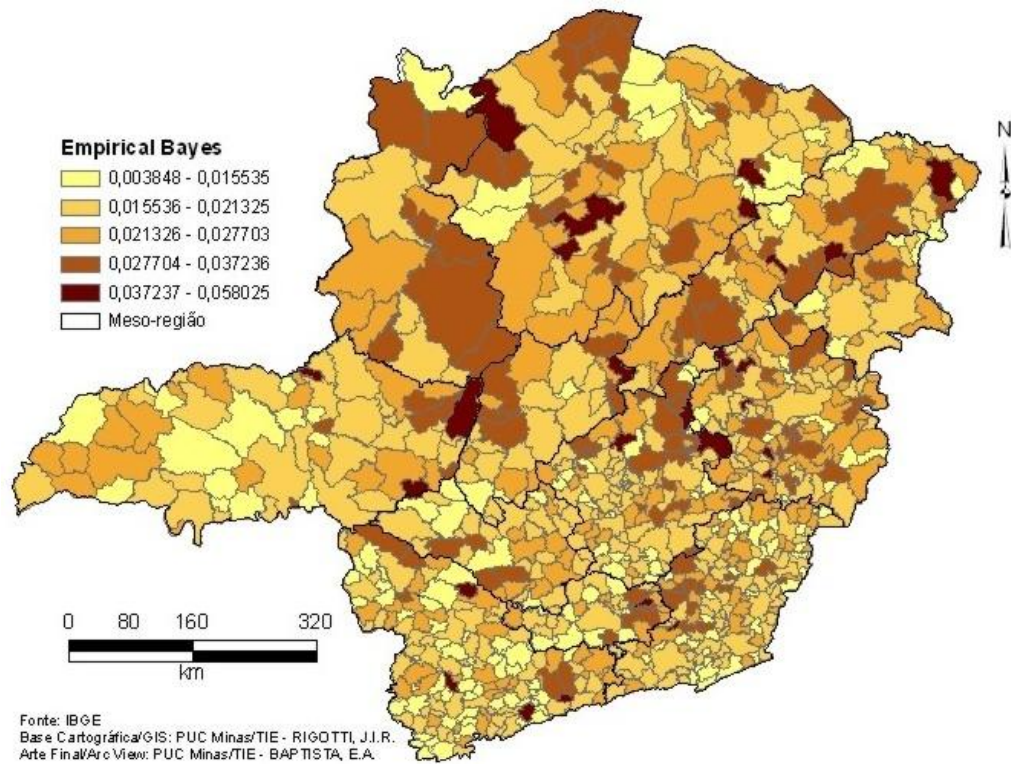 Empirical Bayes
0,003848 - 0,015535
0,015536 - 0,021325
0,021326 - 0,027703
0,027704 - 0,037236
0,037237 - 0,058025
Meso-região
N
0 80 160 320
km
Fonte: IBGE
Base Cartográfica/GIS: PUC Minas/TIE - RIGOTTI, J.I.R.
Arte Final/Arc View: PUC Minas/TIE - BAPTISTA, E.A.